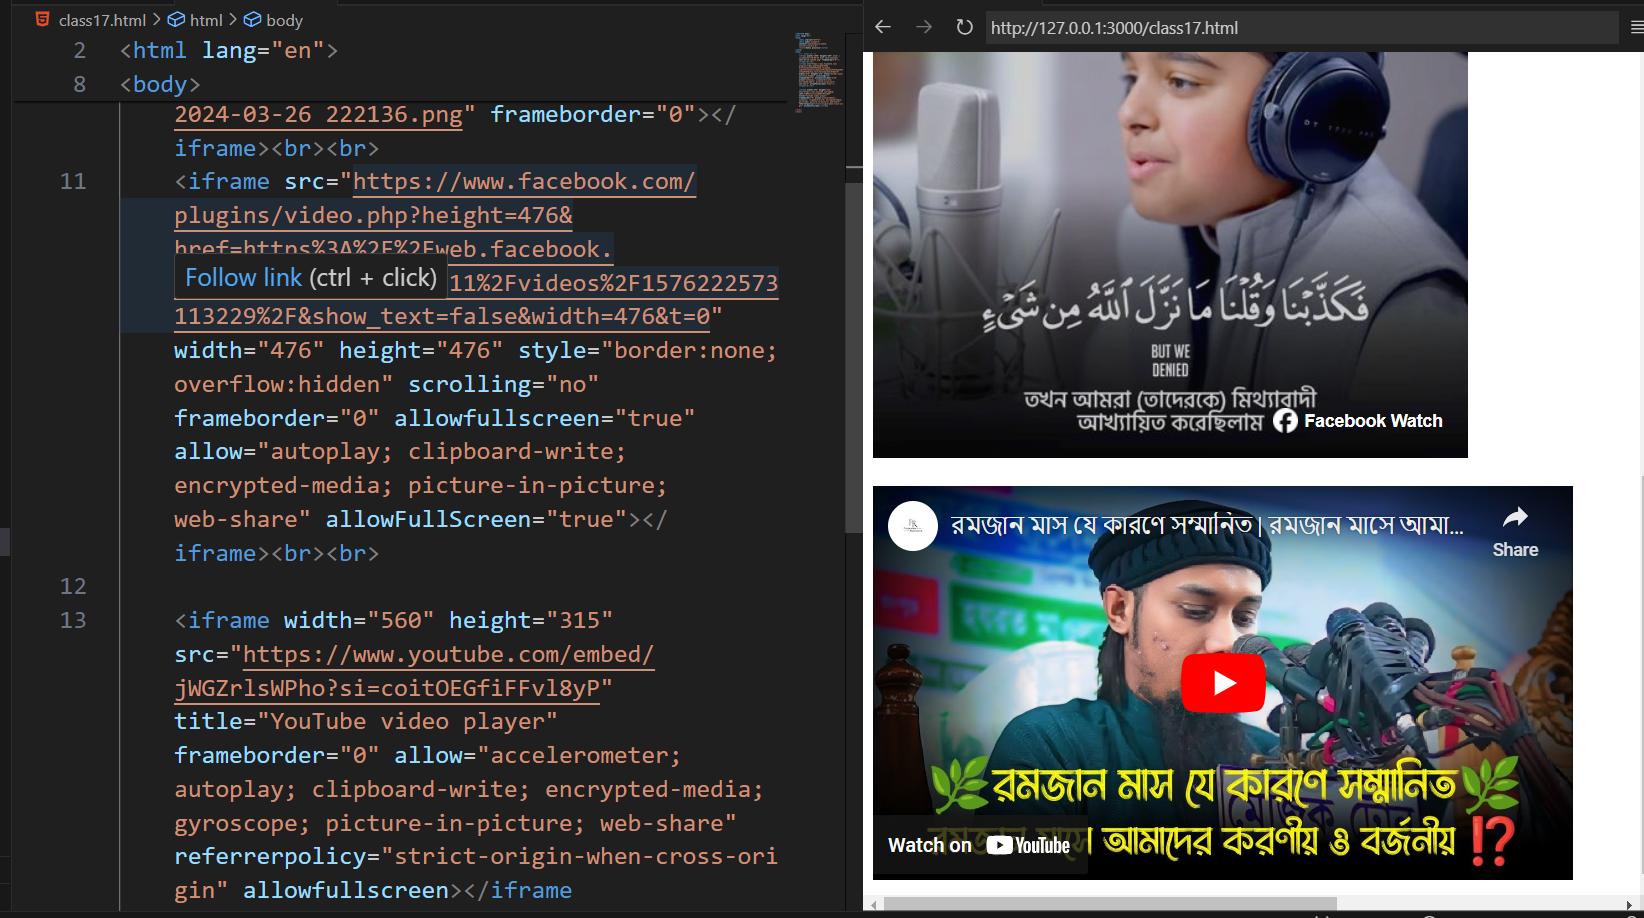 class17.html > html > body
2 <html lang="en">
8 <body>
2024-03-26 222136.png" frameborder="0"></
iframe><br><br>
11 <iframe src="https://www.facebook.com/
plugins/video.php?height=476&
href=https%3A%2F%2Fweb.facebook.
Follow link (ctrl + click) 11%2Fvideos%2F1576222573
113229%2F&show_text=false&width=476&t=0"
width="476" height="476" style="border:none;
overflow:hidden" scrolling="no"
frameborder="0" allowfullscreen="true"
allow="autoplay; clipboard-write;
encrypted-media; picture-in-picture;
web-share" allowFullScreen="true"></
iframe><br><br>
12
13 <iframe width="560" height="315"
src="https://www.youtube.com/embed/
jWGZrlsWPho?si=coitOEGfiFFvl8yP"
title="YouTube video player"
frameborder="0" allow="accelerometer;
autoplay; clipboard-write; encrypted-media;
gyroscope; picture-in-picture; web-share"
referrerpolicy="strict-origin-when-cross-ori
gin" allowfullscreen></iframe
http://127.0.0.1:3000/class17.html
فَكَذَّبْنَا وَقُلْنَا مَا نَزَّلَ ٱللَّهُ مِن شَىْءٍ
BUT WE
DENIED
তখন আমরা (তাদেরকে) মিথ্যাবাদী
আখ্যায়িত করেছিলাম
Facebook Watch
রমজান মাস যে কারণে সম্মানিত | রমজান মাসে আমা...
Share
রমজান মাস যে কারণে সম্মানিত
আমাদের করণীয় ও বর্জনীয় ⁉
Watch on YouTube